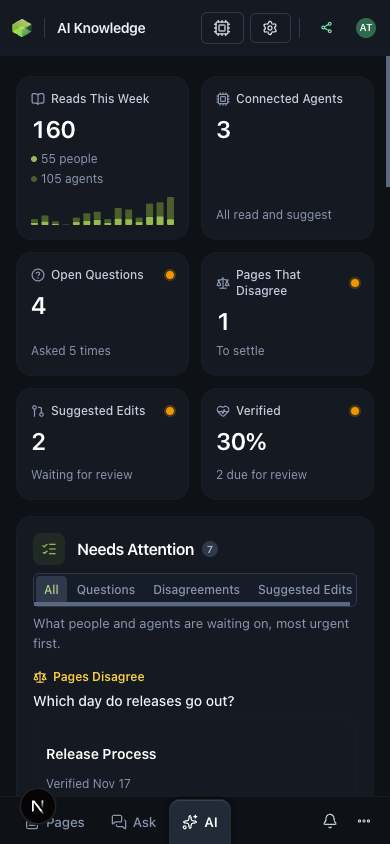 AI Knowledge
AT
Reads This Week
160
55 people
105 agents
Connected Agents
3
All read and suggest
Open Questions
4
Asked 5 times
Pages That
Disagree
1
To settle
Suggested Edits
2
Waiting for review
Verified
30%
2 due for review
Needs Attention 7
All Questions Disagreements Suggested Edits
What people and agents are waiting on, most urgent
first.
Pages Disagree
Which day do releases go out?
Release Process
Verified Nov 17
N
Pages Ask AI